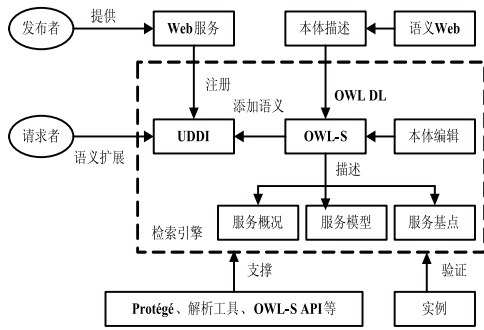 发布者
提供
Web服务
本体描述
语义Web
注册
OWL DL
添加语义
请求者
语义扩展
UDDI
OWL-S
本体编辑
描述
服务概况
服务模型
服务基点
检索引擎
支撑
验证
Protégé、解析工具、OWL-S API等
实例